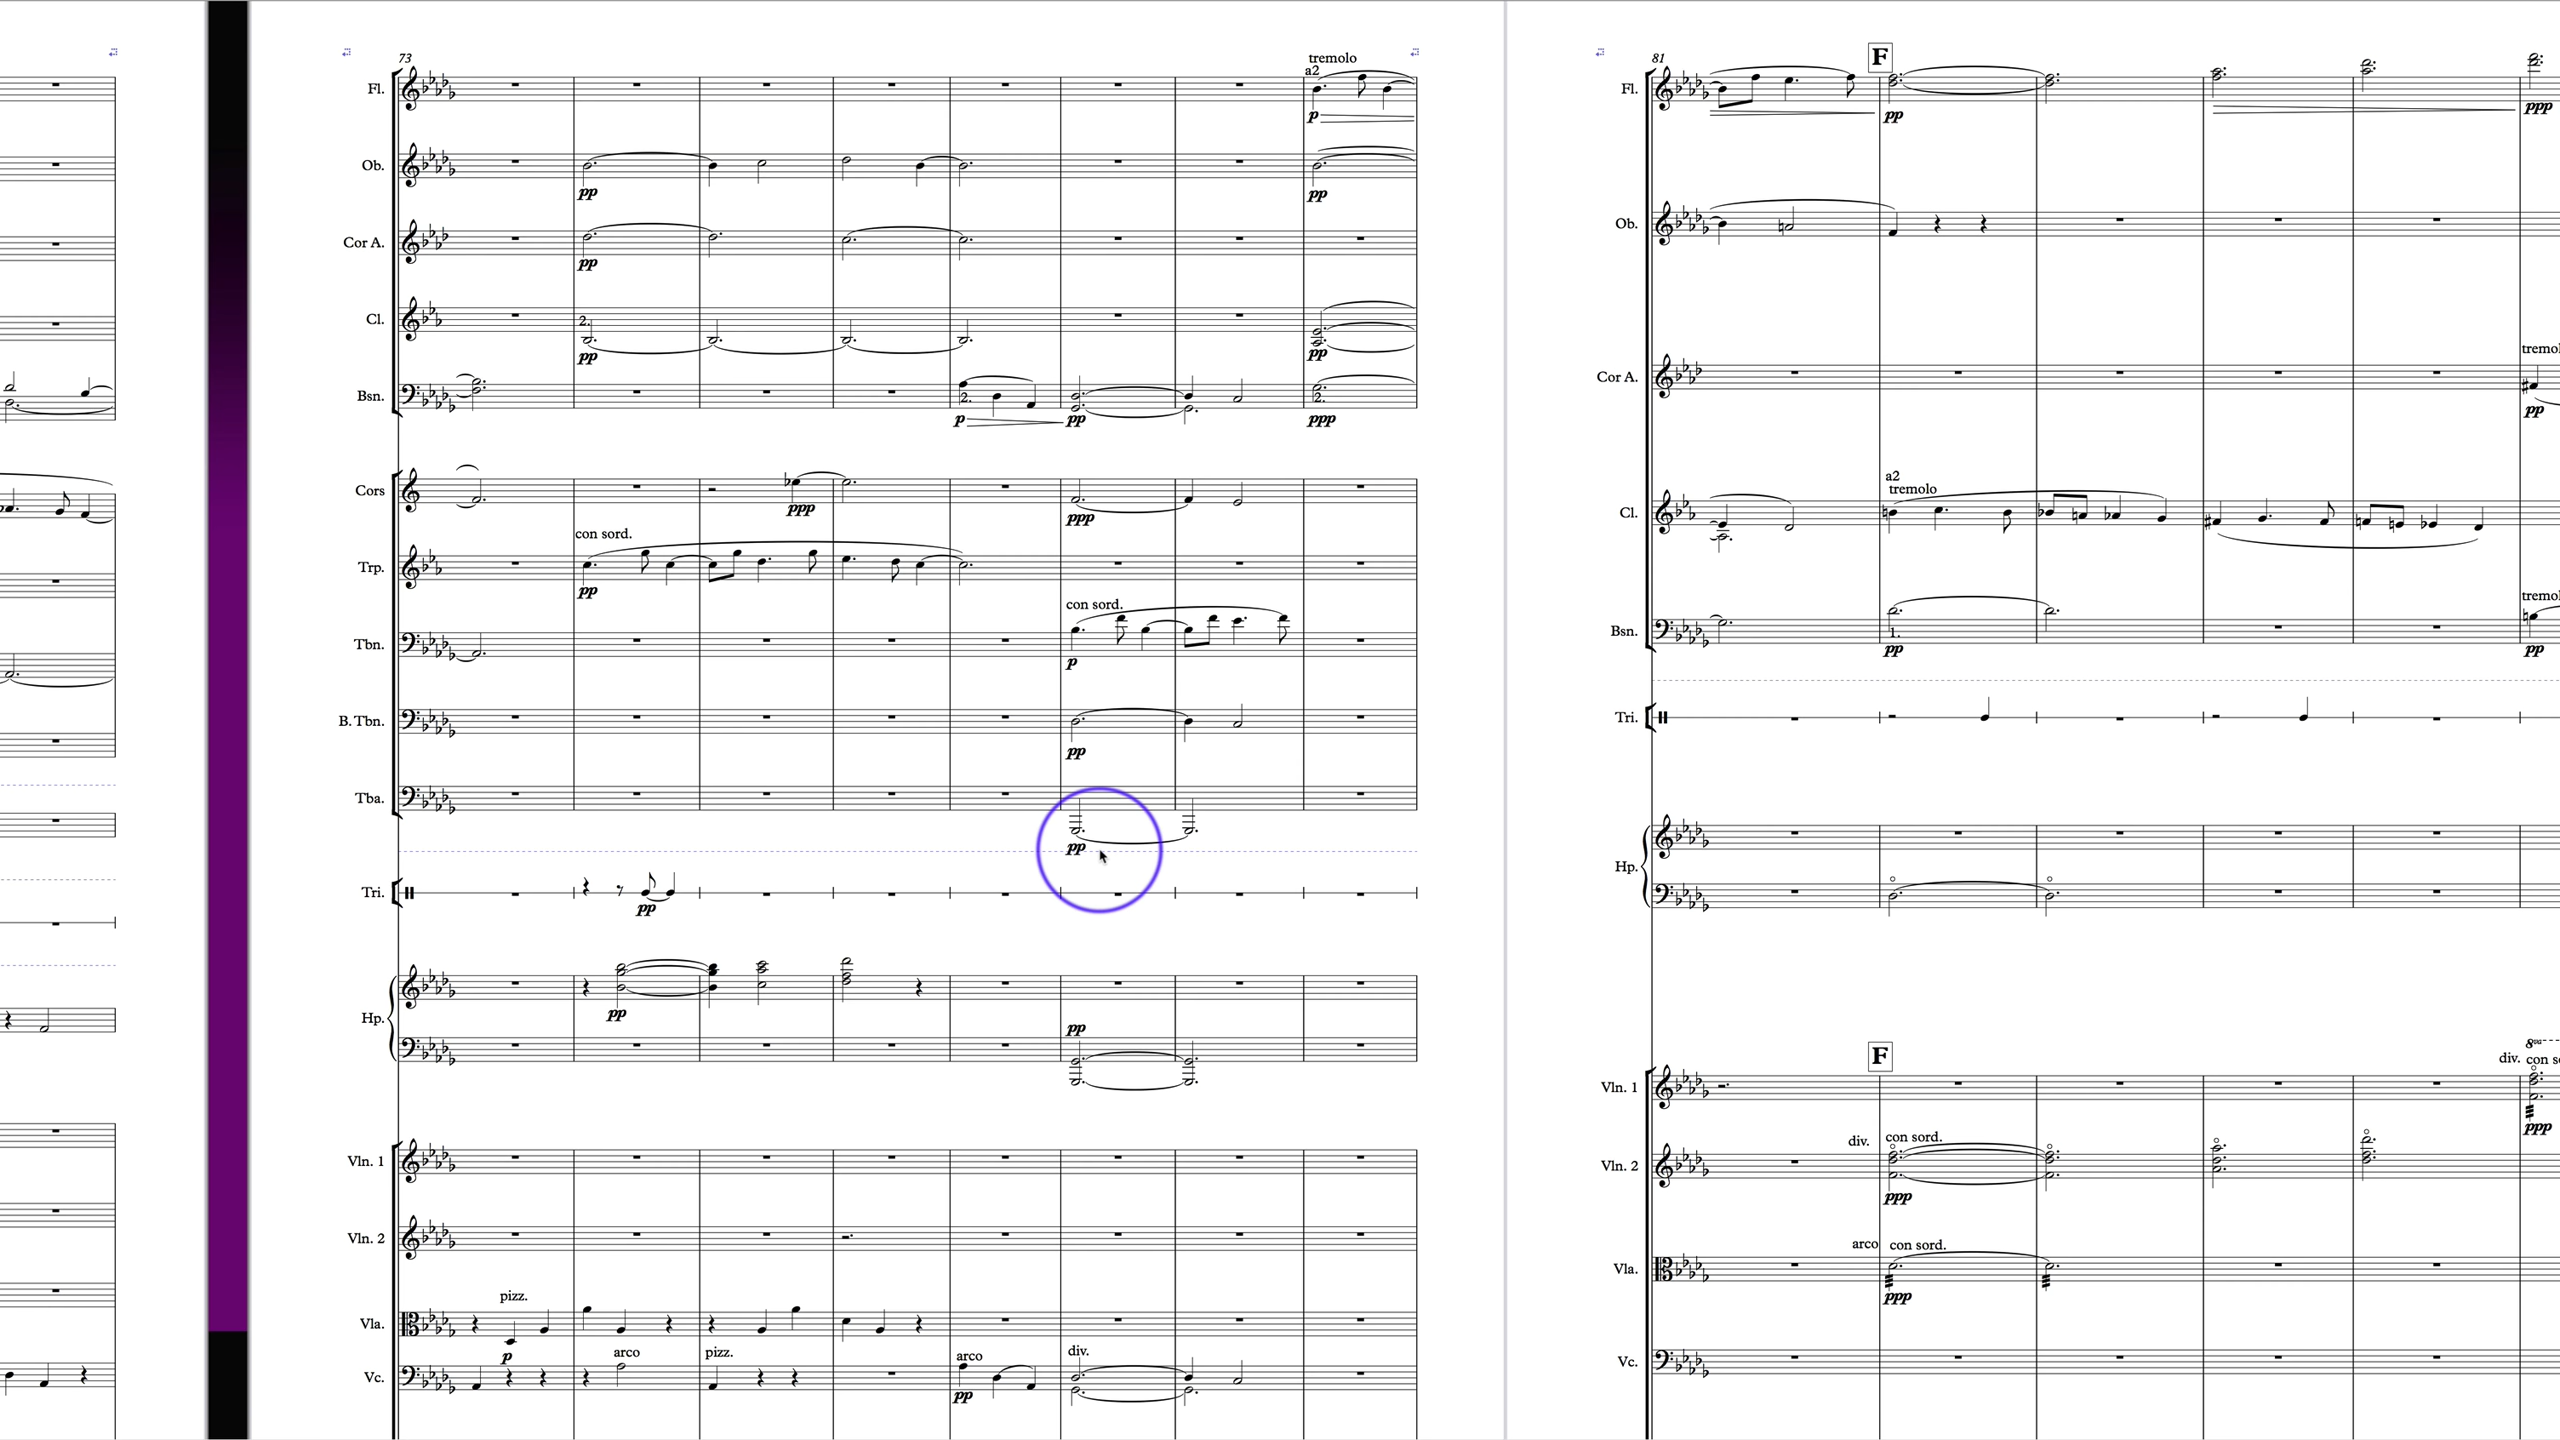 73
tremolo
a2
Fl.
p
Ob.
pp
pp
Cor A.
pp
Cl.
2.
pp
pp
Bsn.
2.
2.
p
pp
ppp
Cors
ppp
ppp
con sord.
Trp.
pp
con sord.
Tbn.
p
B. Tbn.
pp
Tba.
pp
Tri.
pp
pp
Hp.
pp
Vln. 1
Vln. 2
pizz.
Vla.
p
arco
pizz.
arco
div.
Vc.
pp
81
F
Fl.
pp
ppp
Ob.
tremol
Cor A.
pp
a2
tremolo
Cl.
tremol
Bsn.
1.
pp
pp
Tri.
Hp.
F
8va
div. con s
Vln. 1
ppp
div. con sord.
Vln. 2
ppp
arco con sord.
Vla.
ppp
Vc.